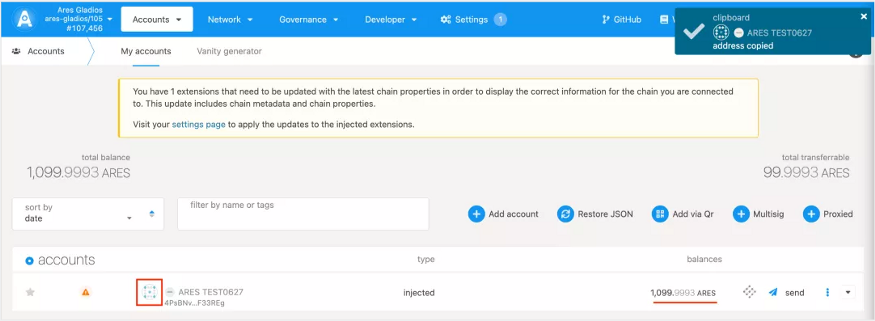 Ares Gladios
ares-gladios/105
#107,456
Accounts
Network
Governance
Developer
Settings 1
GitHub
clipboard
ARES TEST0627
address copied
Accounts
My accounts
Vanity generator
You have 1 extensions that need to be updated with the latest chain properties in order to display the correct information for the chain you are connected
to. This update includes chain metadata and chain properties.
Visit your settings page to apply the updates to the injected extensions.
total balance
1,099.9993 ARES
total transferrable
99.9993 ARES
sort by
date
filter by name or tags
Add account
Restore JSON
Add via Qr
Multisig
Proxied
accounts
type
balances
ARES TEST0627
4PsBNv...F33REg
injected
1,099.9993 ARES
send